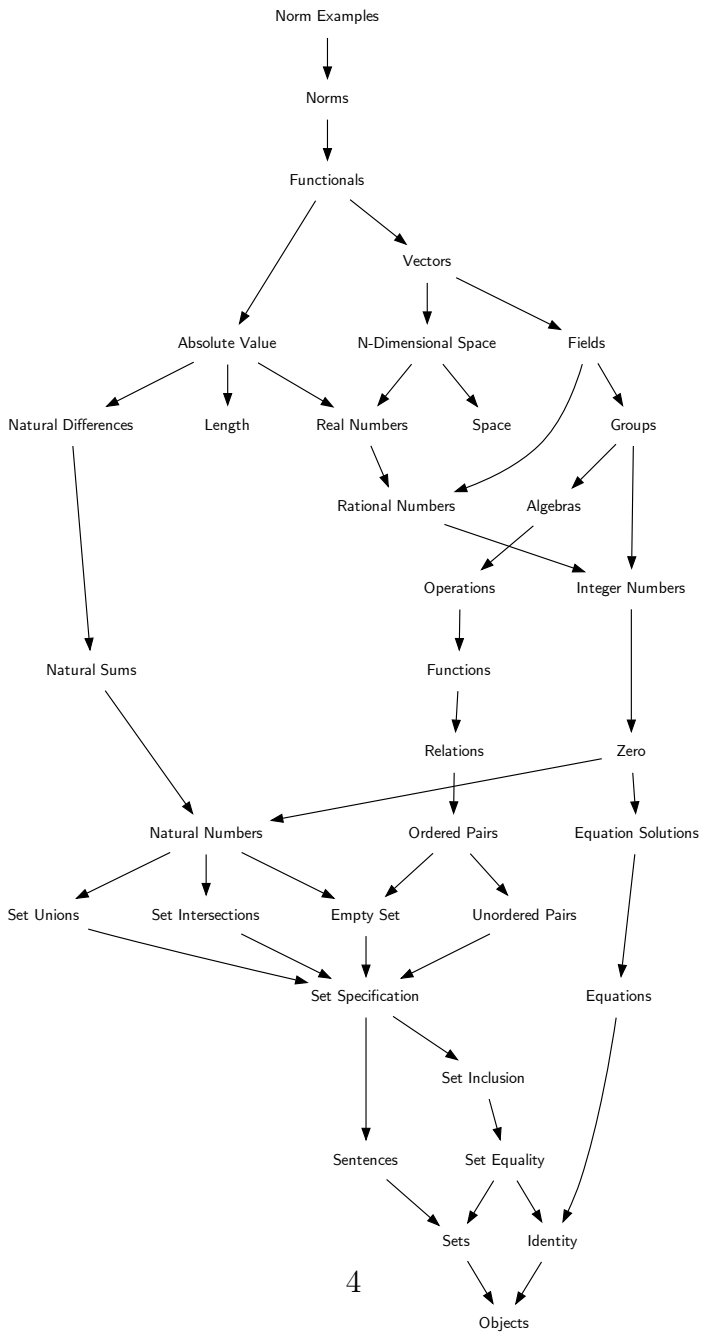 Norm Examples
Norms
Functionals
Vectors
Absolute Value
N-Dimensional Space
Fields
Natural Differences
Length
Real Numbers
Space
Groups
Rational Numbers
Algebras
Operations
Integer Numbers
Natural Sums
Functions
Relations
Zero
Natural Numbers
Ordered Pairs
Equation Solutions
Set Unions
Set Intersections
Empty Set
Unordered Pairs
Set Specification
Equations
Set Inclusion
Sentences
Set Equality
Sets
Identity
4
Objects